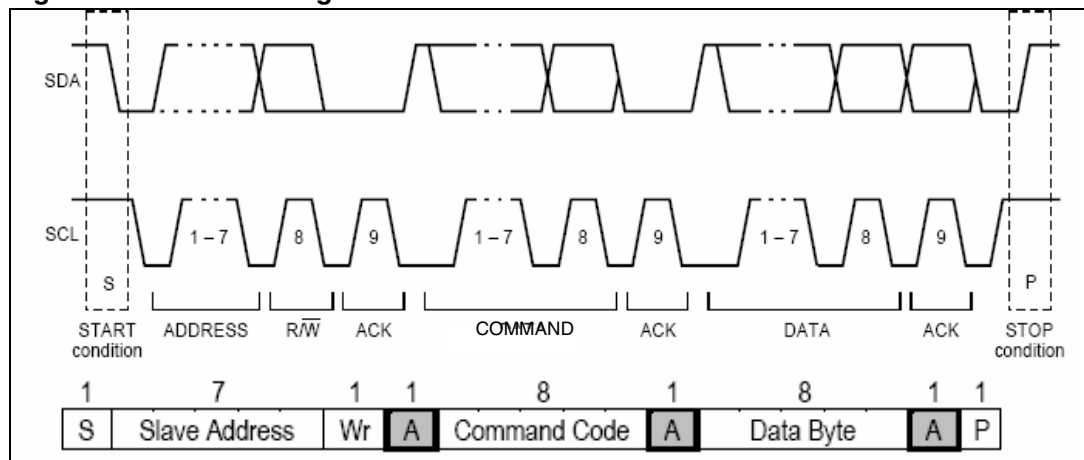 SDA
SCL
1 – 7 8 9 1 – 7 8 9 1 – 7 8 9
S P
START condition ADDRESS R/W̅ ACK COMMAND ACK DATA ACK STOP condition
1 7 1 1 8 1 8 1 1
S Slave Address Wr A Command Code A Data Byte A P